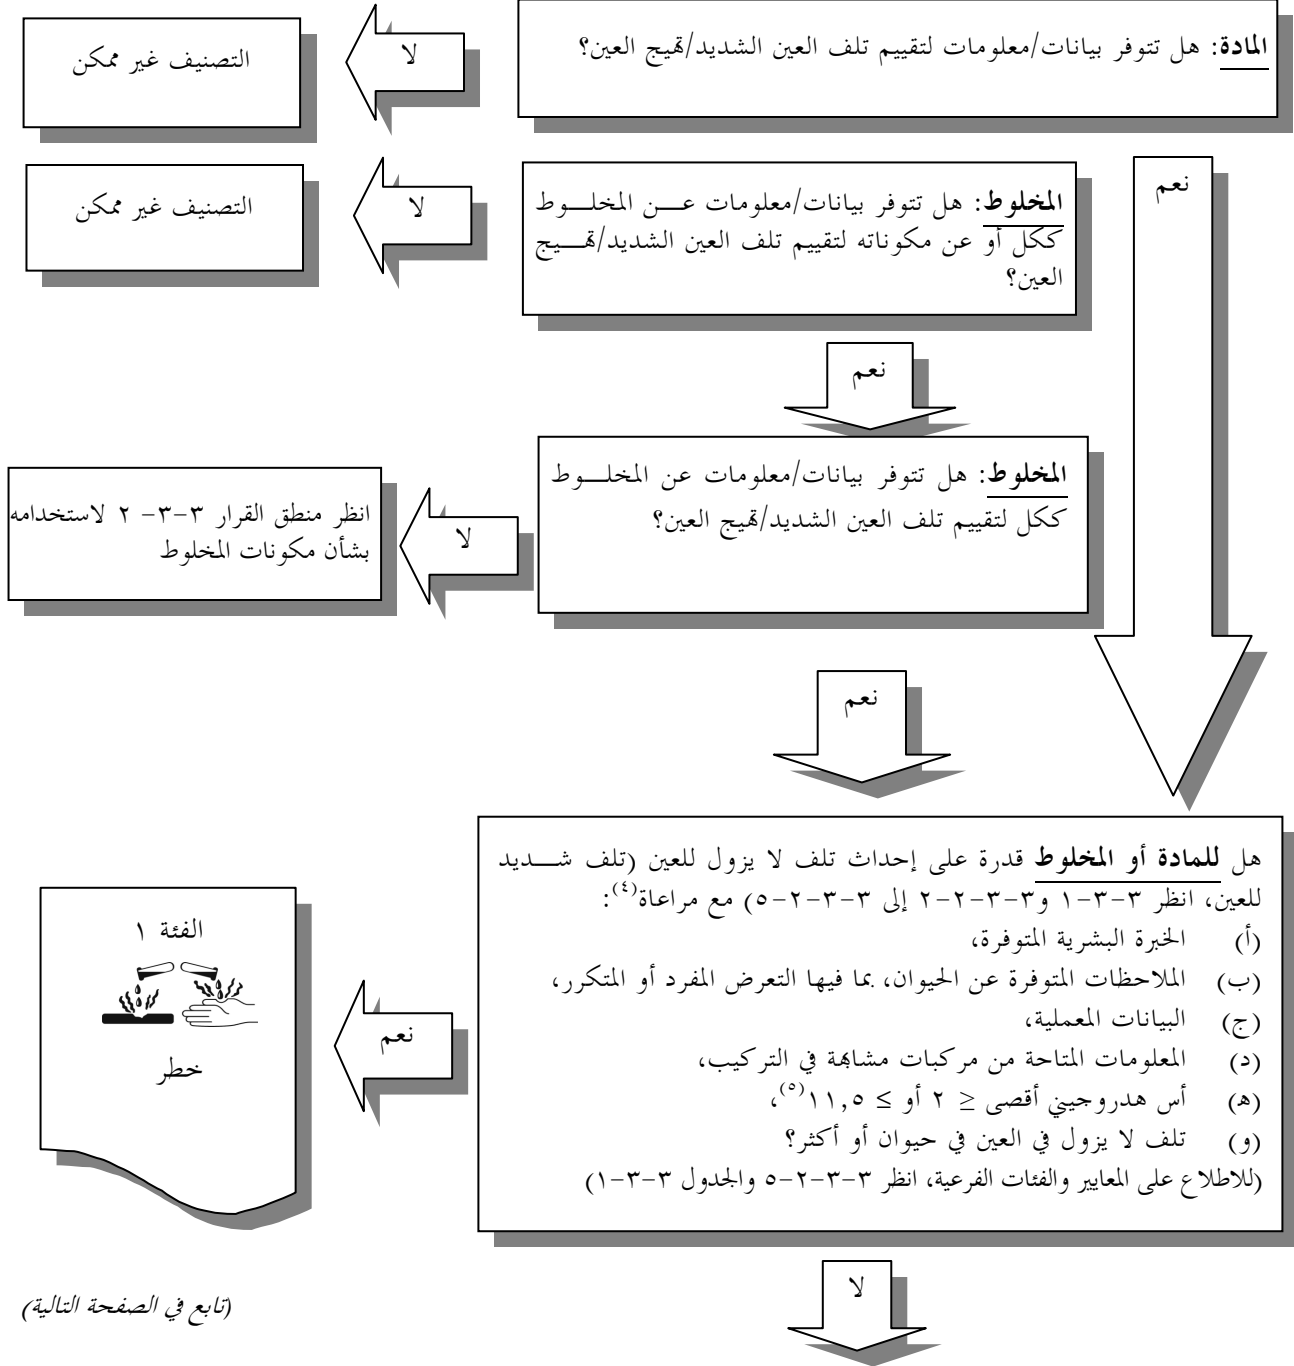 المادة: هل تتوفر بيانات/معلومات لتقييم تلف العين الشديد/تهيج العين؟
لا
التصنيف غير ممكن
نعم
المخلوط: هل تتوفر بيانات/معلومات عـــن المخلـــوط
ككل أو عن مكوناته لتقييم تلف العين الشديد/تهـــيج
العين؟
لا
التصنيف غير ممكن
نعم
المخلوط: هل تتوفر بيانات/معلومات عن المخلـــوط
ككل لتقييم تلف العين الشديد/تهيج العين؟
لا
انظر منطق القرار ٣-٣- ٢ لاستخدامه
بشأن مكونات المخلوط
نعم
هل للمادة أو المخلوط قدرة على إحداث تلف لا يزول للعين (تلف شـــديد
للعين، انظر ٣-٣-١ و٣-٣-٢-٢ إلى ٣-٣-٢-٥) مع مراعاة(٤):
(أ) الخبرة البشرية المتوفرة،
(ب) الملاحظات المتوفرة عن الحيوان، بما فيها التعرض المفرد أو المتكرر،
(ج) البيانات المعملية،
(د) المعلومات المتاحة من مركبات مشابهة في التركيب،
(ه) أس هدروجيني أقصى ≥ ٢ أو ≤ ١١,٥(٥)،
(و) تلف لا يزول في العين في حيوان أو أكثر؟
(للاطلاع على المعايير والفئات الفرعية، انظر ٣-٣-٢-٥ والجدول ٣-٣-١)
نعم
الفئة ١
خطر
لا
(تابع في الصفحة التالية)